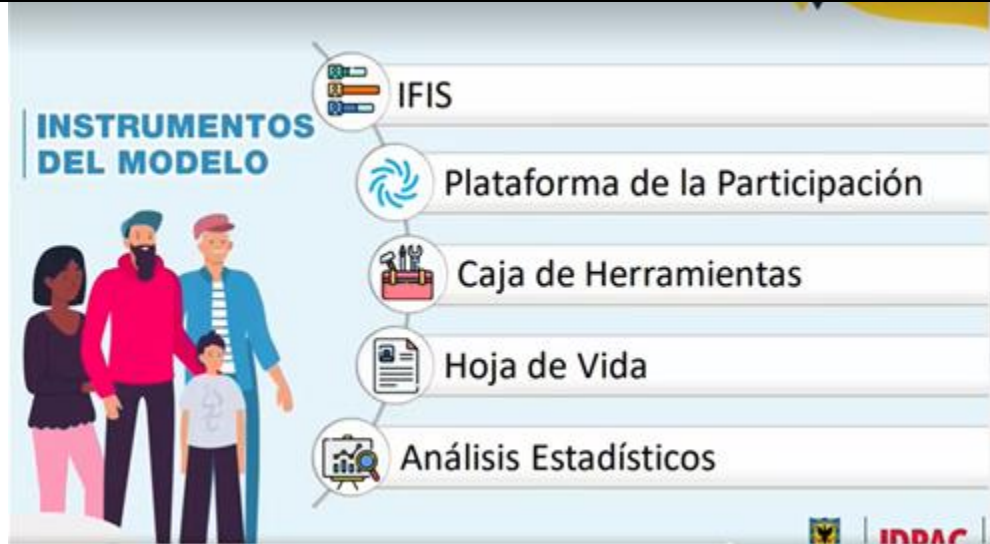 INSTRUMENTOS
DEL MODELO
IFIS
Plataforma de la Participación
Caja de Herramientas
Hoja de Vida
Análisis Estadísticos
IDPAC